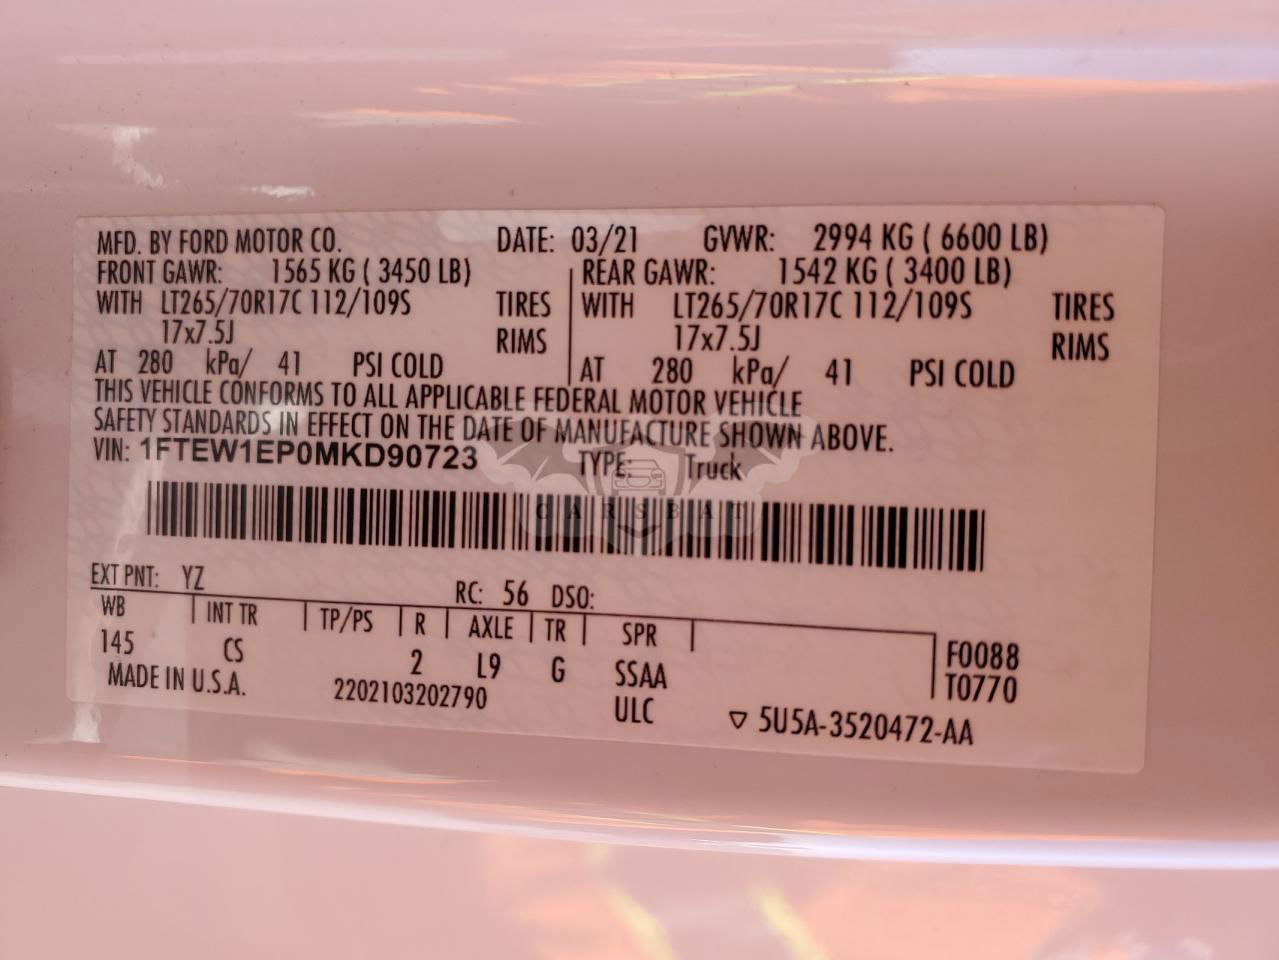 MFD. BY FORD MOTOR CO. DATE: 03/21 GVWR: 2994 KG ( 6600 LB)
FRONT GAWR: 1565 KG ( 3450 LB) REAR GAWR: 1542 KG ( 3400 LB)
WITH LT265/70R17C 112/109S TIRES WITH LT265/70R17C 112/109S TIRES
17x7.5J RIMS 17x7.5J RIMS
AT 280 kPa/ 41 PSI COLD AT 280 kPa/ 41 PSI COLD
THIS VEHICLE CONFORMS TO ALL APPLICABLE FEDERAL MOTOR VEHICLE
SAFETY STANDARDS IN EFFECT ON THE DATE OF MANUFACTURE SHOWN ABOVE.
VIN: 1FTEW1EP0MKD90723 TYPE: Truck
CARSBAT
EXT PNT: YZ RC: 56 DSO:
WB INT TR TP/PS R AXLE TR SPR
145 CS 2 L9 G SSAA F0088
MADE IN U.S.A. 2202103202790 ULC T0770
▽ 5U5A-3520472-AA